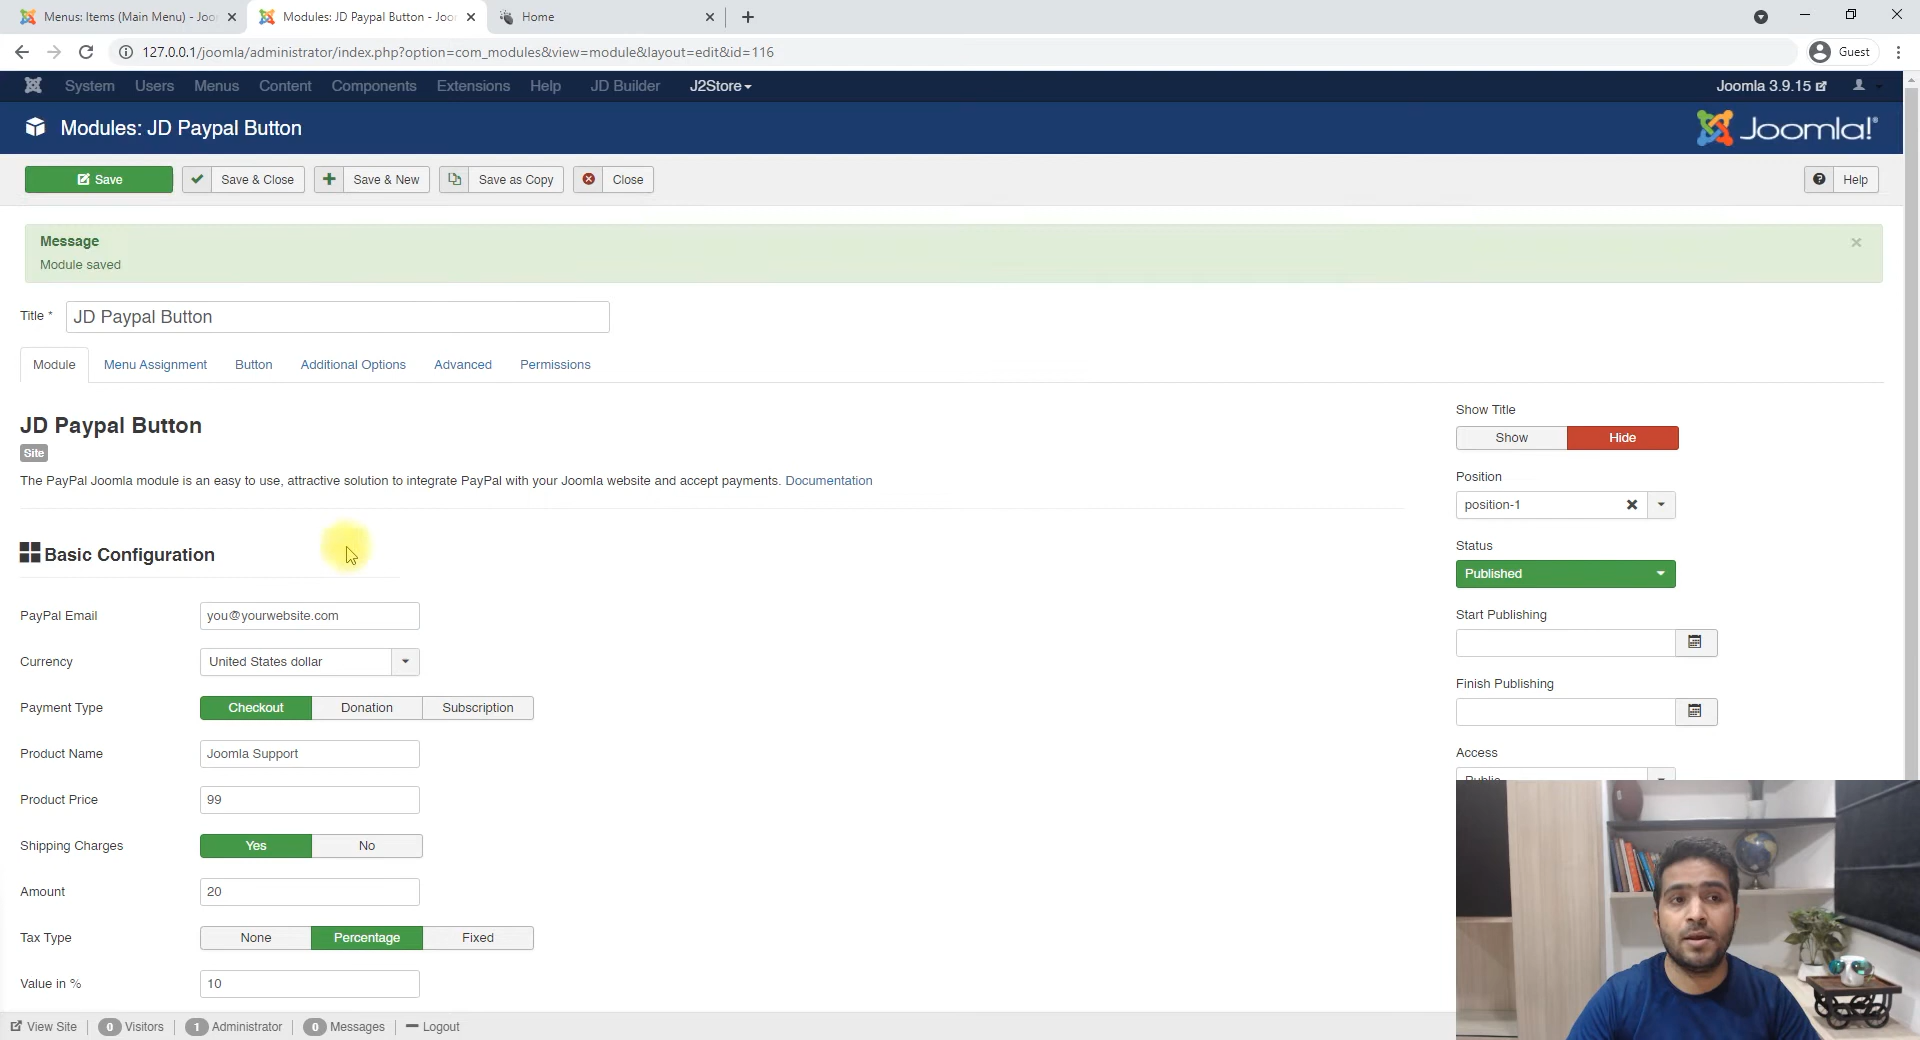 Menus: Items (Main Menu) - Joo
Modules: JD Paypal Button - Joo
Home
127.0.0.1/joomla/administrator/index.php?option=com_modules&view=module&layout=edit&id=116
Guest
System Users Menus Content Components Extensions Help JD Builder J2Store
Joomla 3.9.15
Modules: JD Paypal Button
Joomla!®
Save
Save & Close
Save & New
Save as Copy
Close
Help
Message
Module saved
Title *
JD Paypal Button
Module Menu Assignment Button Additional Options Advanced Permissions
JD Paypal Button
Site
The PayPal Joomla module is an easy to use, attractive solution to integrate PayPal with your Joomla website and accept payments. Documentation
Basic Configuration
PayPal Email you@yourwebsite.com
Currency United States dollar
Payment Type Checkout Donation Subscription
Product Name Joomla Support
Product Price 99
Shipping Charges Yes No
Amount 20
Tax Type None Percentage Fixed
Value in % 10
Show Title
Show Hide
Position
position-1
Status
Published
Start Publishing
Finish Publishing
Access
Public
View Site 0 Visitors 1 Administrator 0 Messages Logout